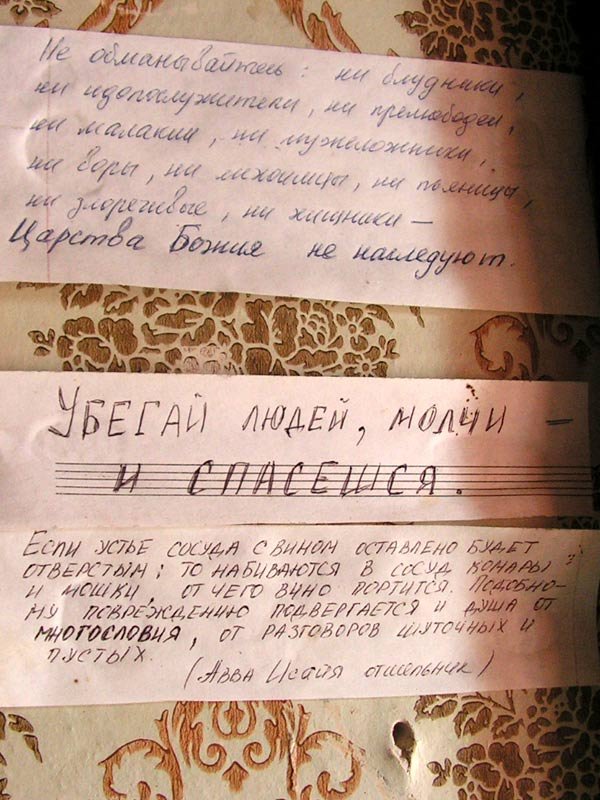 Не обманывайтесь: ни блудники,
ни идолослужители, ни прелюбодеи,
ни малакии, ни мужеложники,
ни воры, ни лихоимцы, ни пьяницы,
ни злоречивые, ни хищники —
Царства Божия не наследуют.
УБЕГАЙ ЛЮДЕЙ, МОЛЧИ —
И СПАСЕШСЯ.
ЕСЛИ УСТЬЕ СОСУДА С ВИНОМ ОСТАВЛЕНО БУДЕТ
ОТВЕРСТЫМ: ТО НАБИВАЮТСЯ В СОСУД КОМАРЫ
И МОШКИ, ОТ ЧЕГО ВИНО ПОРТИТСЯ. ПОДОБНО-
МУ ПОВРЕЖДЕНИЮ ПОДВЕРГАЕТСЯ И ДУША ОТ
МНОГОСЛОВИЯ, ОТ РАЗГОВОРОВ ШУТОЧНЫХ И
ПУСТЫХ.
(АВВА ИСАЙЯ отшельник)